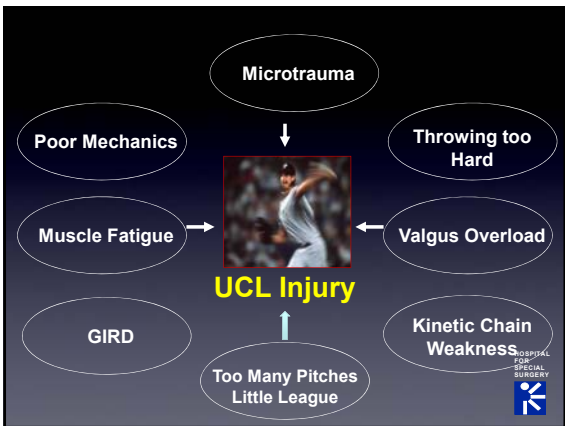 Microtrauma
Poor Mechanics
Throwing too
Hard
Muscle Fatigue
Valgus Overload
UCL Injury
GIRD
Kinetic Chain
Weakness
Too Many Pitches
Little League
HOSPITAL
FOR
SPECIAL
SURGERY